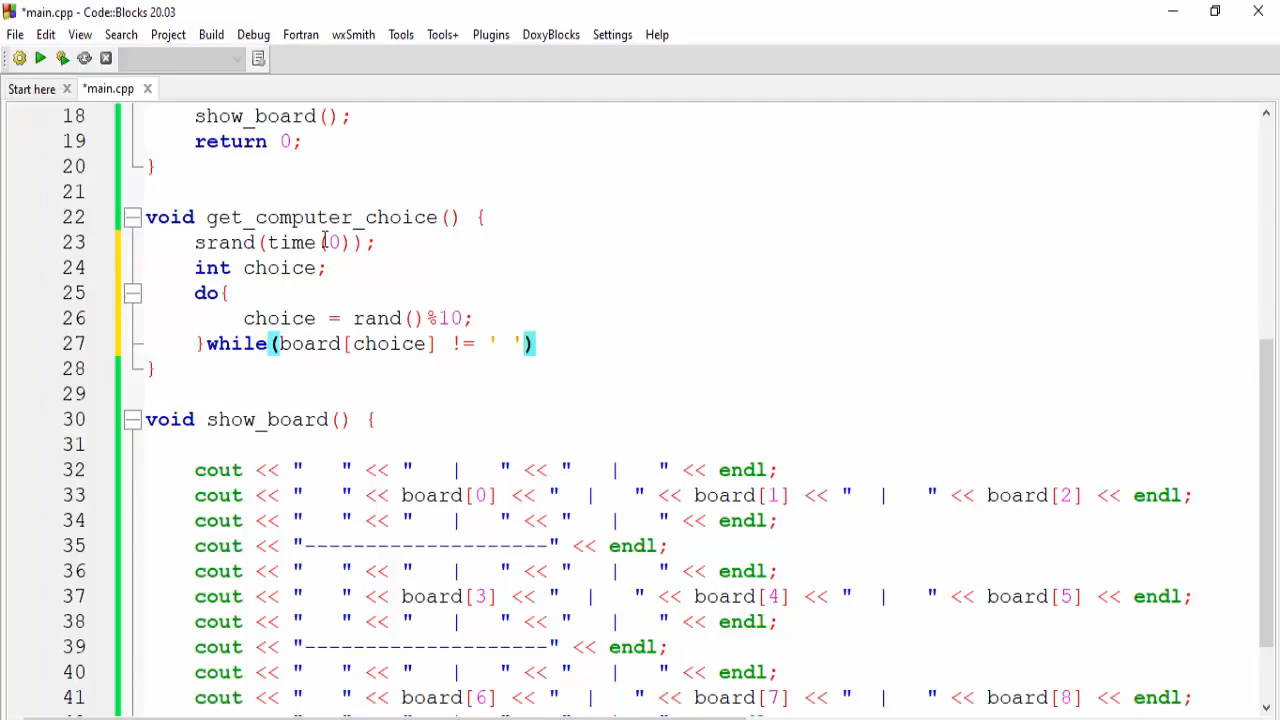 *main.cpp - Code::Blocks 20.03
File Edit View Search Project Build Debug Fortran wxSmith Tools Tools+ Plugins DoxyBlocks Settings Help
Start here *main.cpp
18 show_board();
19 return 0;
20 }
21
22 void get_computer_choice() {
23 srand(time(0));
24 int choice;
25 do{
26 choice = rand()%10;
27 }while(board[choice] != ' ')
28 }
29
30 void show_board() {
31
32 cout << "   " << "   |   " << "   |   " << endl;
33 cout << "   " << board[0] << "  |   " << board[1] << "  |   " << board[2] << endl;
34 cout << "   " << "   |   " << "   |   " << endl;
35 cout << "--------------------" << endl;
36 cout << "   " << "   |   " << "   |   " << endl;
37 cout << "   " << board[3] << "  |   " << board[4] << "  |   " << board[5] << endl;
38 cout << "   " << "   |   " << "   |   " << endl;
39 cout << "--------------------" << endl;
40 cout << "   " << "   |   " << "   |   " << endl;
41 cout << "   " << board[6] << "  |   " << board[7] << "  |   " << board[8] << endl;